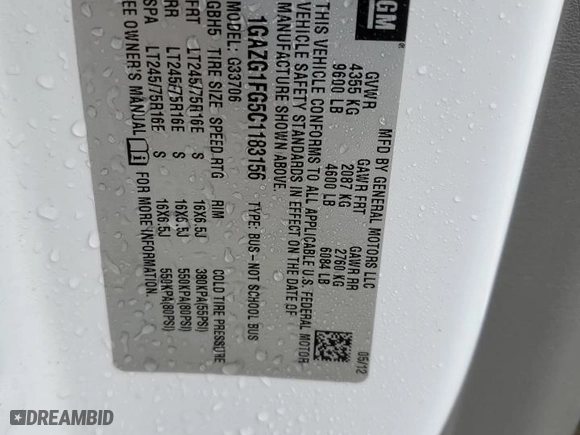 GM
MFD BY GENERAL MOTORS LLC
05/12
GVWR GAWR FRT GAWR RR
4355 KG 2087 KG 2760 KG
9600 LB 4600 LB 6084 LB
THIS VEHICLE CONFORMS TO ALL APPLICABLE U.S. FEDERAL MOTOR
VEHICLE SAFETY STANDARDS IN EFFECT ON THE DATE OF
MANUFACTURE SHOWN ABOVE.
1GAZG1FG5C1183156 TYPE: BUS – NOT SCHOOL BUS
MODEL: G33706
GBH5 TIRE SIZE SPEED RTG RIM COLD TIRE PRESSURE
FRT LT245/75R16E S 16X6.5J 380KPA(55PSI)
RR LT245/75R16E S 16X6.5J 550KPA(80PSI)
SPA LT245/75R16E S 16X6.5J 550KPA(80PSI)
EE OWNER'S MANUAL FOR MORE INFORMATION.
DREAMBID